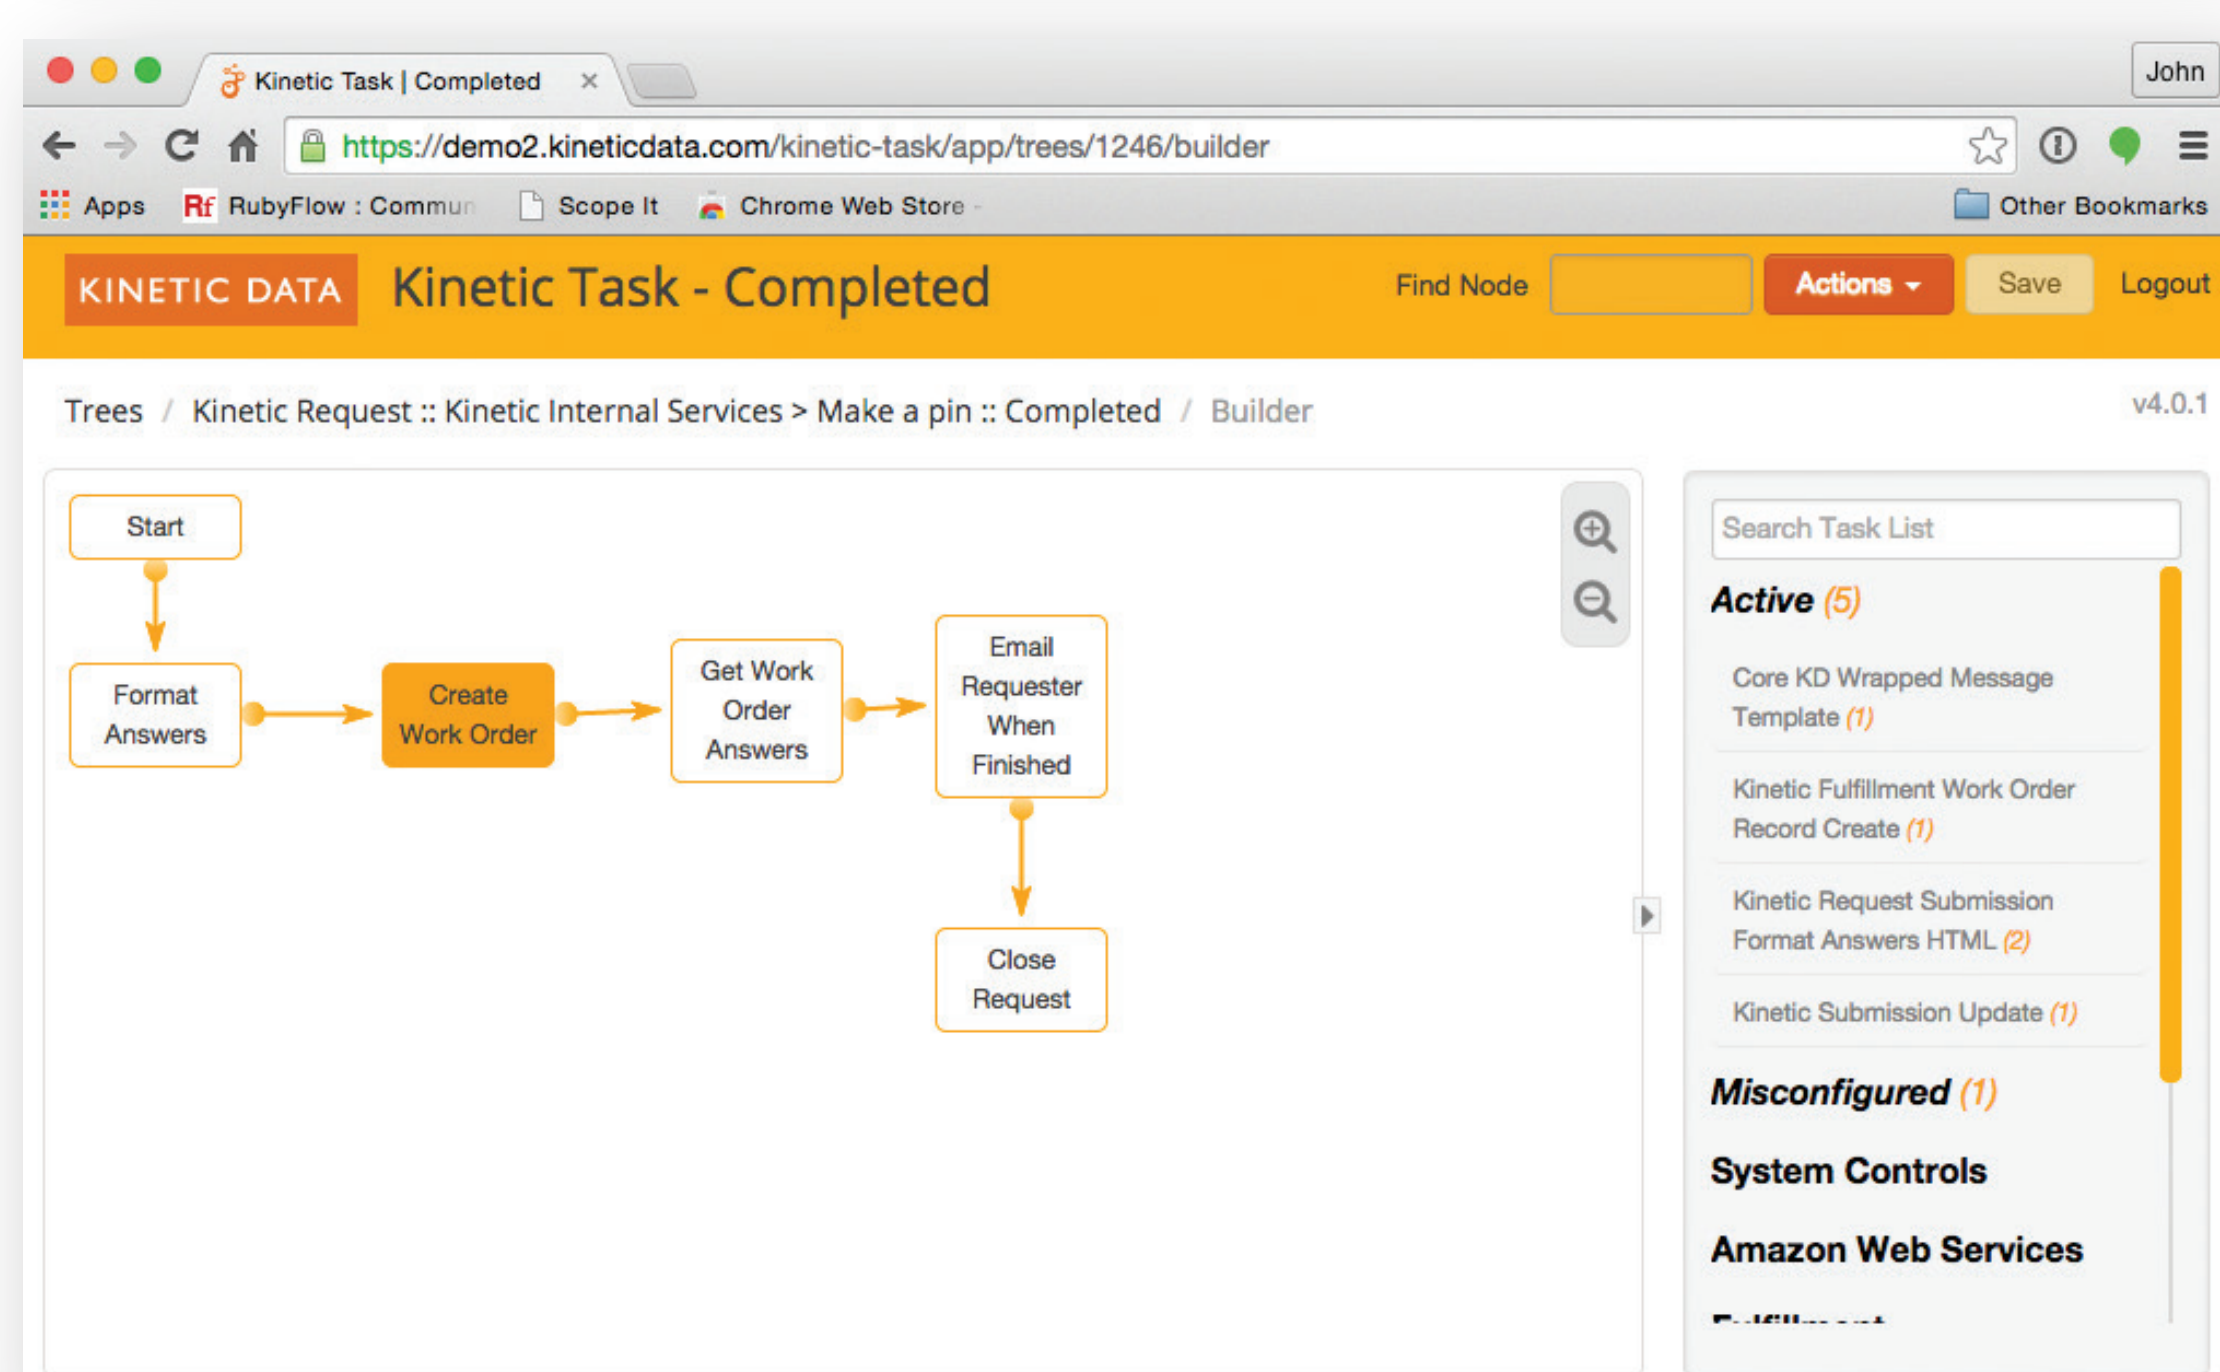 Kinetic Task | Completed
John
https://demo2.kineticdata.com/kinetic-task/app/trees/1246/builder
Apps Rf RubyFlow : Commun Scope It Chrome Web Store - Other Bookmarks
KINETIC DATA Kinetic Task - Completed Find Node Actions Save Logout
Trees / Kinetic Request :: Kinetic Internal Services > Make a pin :: Completed / Builder
v4.0.1
Start
Format
Answers
Create
Work Order
Get Work
Order
Answers
Email
Requester
When
Finished
Close
Request
Search Task List
Active (5)
Core KD Wrapped Message
Template (1)
Kinetic Fulfillment Work Order
Record Create (1)
Kinetic Request Submission
Format Answers HTML (2)
Kinetic Submission Update (1)
Misconfigured (1)
System Controls
Amazon Web Services
Fulfillment